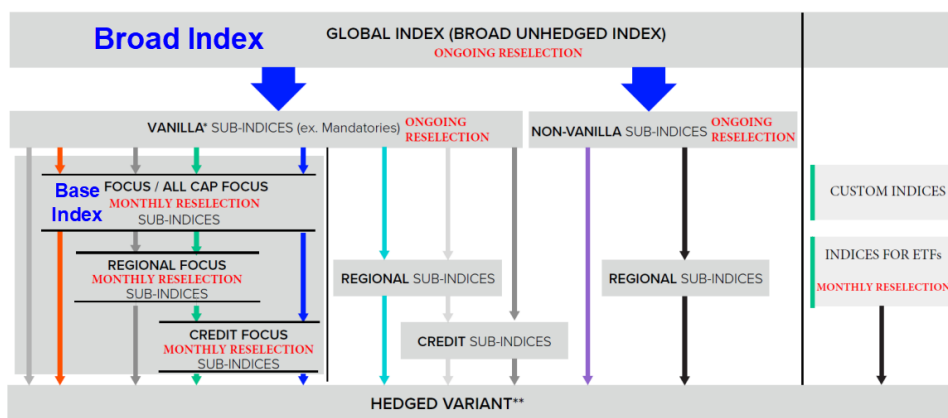 Broad Index
GLOBAL INDEX (BROAD UNHEDGED INDEX)
ONGOING RESELECTION
VANILLA* SUB-INDICES (ex. Mandatories) ONGOING
RESELECTION
NON-VANILLA SUB-INDICES ONGOING
RESELECTION
Base
Index
FOCUS / ALL CAP FOCUS
MONTHLY RESELECTION
SUB-INDICES
REGIONAL FOCUS
MONTHLY RESELECTION
SUB-INDICES
CREDIT FOCUS
MONTHLY RESELECTION
SUB-INDICES
REGIONAL SUB-INDICES
CREDIT SUB-INDICES
REGIONAL SUB-INDICES
CUSTOM INDICES
INDICES FOR ETFs
MONTHLY RESELECTION
HEDGED VARIANT**